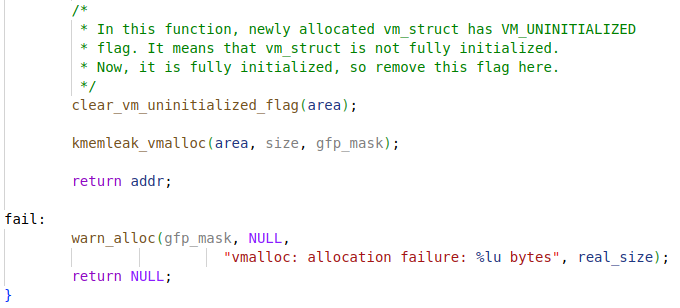 /*
 * In this function, newly allocated vm_struct has VM_UNINITIALIZED
 * flag. It means that vm_struct is not fully initialized.
 * Now, it is fully initialized, so remove this flag here.
 */
clear_vm_uninitialized_flag(area);
kmemleak_vmalloc(area, size, gfp_mask);
return addr;
fail:
warn_alloc(gfp_mask, NULL,
"vmalloc: allocation failure: %lu bytes", real_size);
return NULL;
}